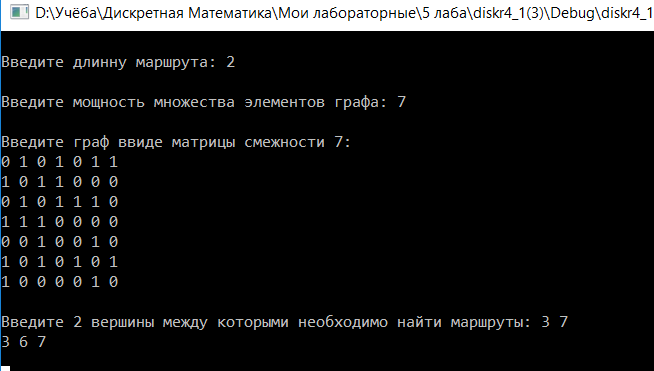 D:\Учёба\Дискретная Математика\Мои лабораторные\5 лаба\diskr4_1(3)\Debug\diskr4_1
Введите длинну маршрута: 2
Введите мощность множества элементов графа: 7
Введите граф ввиде матрицы смежности 7:
0 1 0 1 0 1 1
1 0 1 1 0 0 0
0 1 0 1 1 1 0
1 1 1 0 0 0 0
0 0 1 0 0 1 0
1 0 1 0 1 0 1
1 0 0 0 0 1 0
Введите 2 вершины между которыми необходимо найти маршруты: 3 7
3 6 7